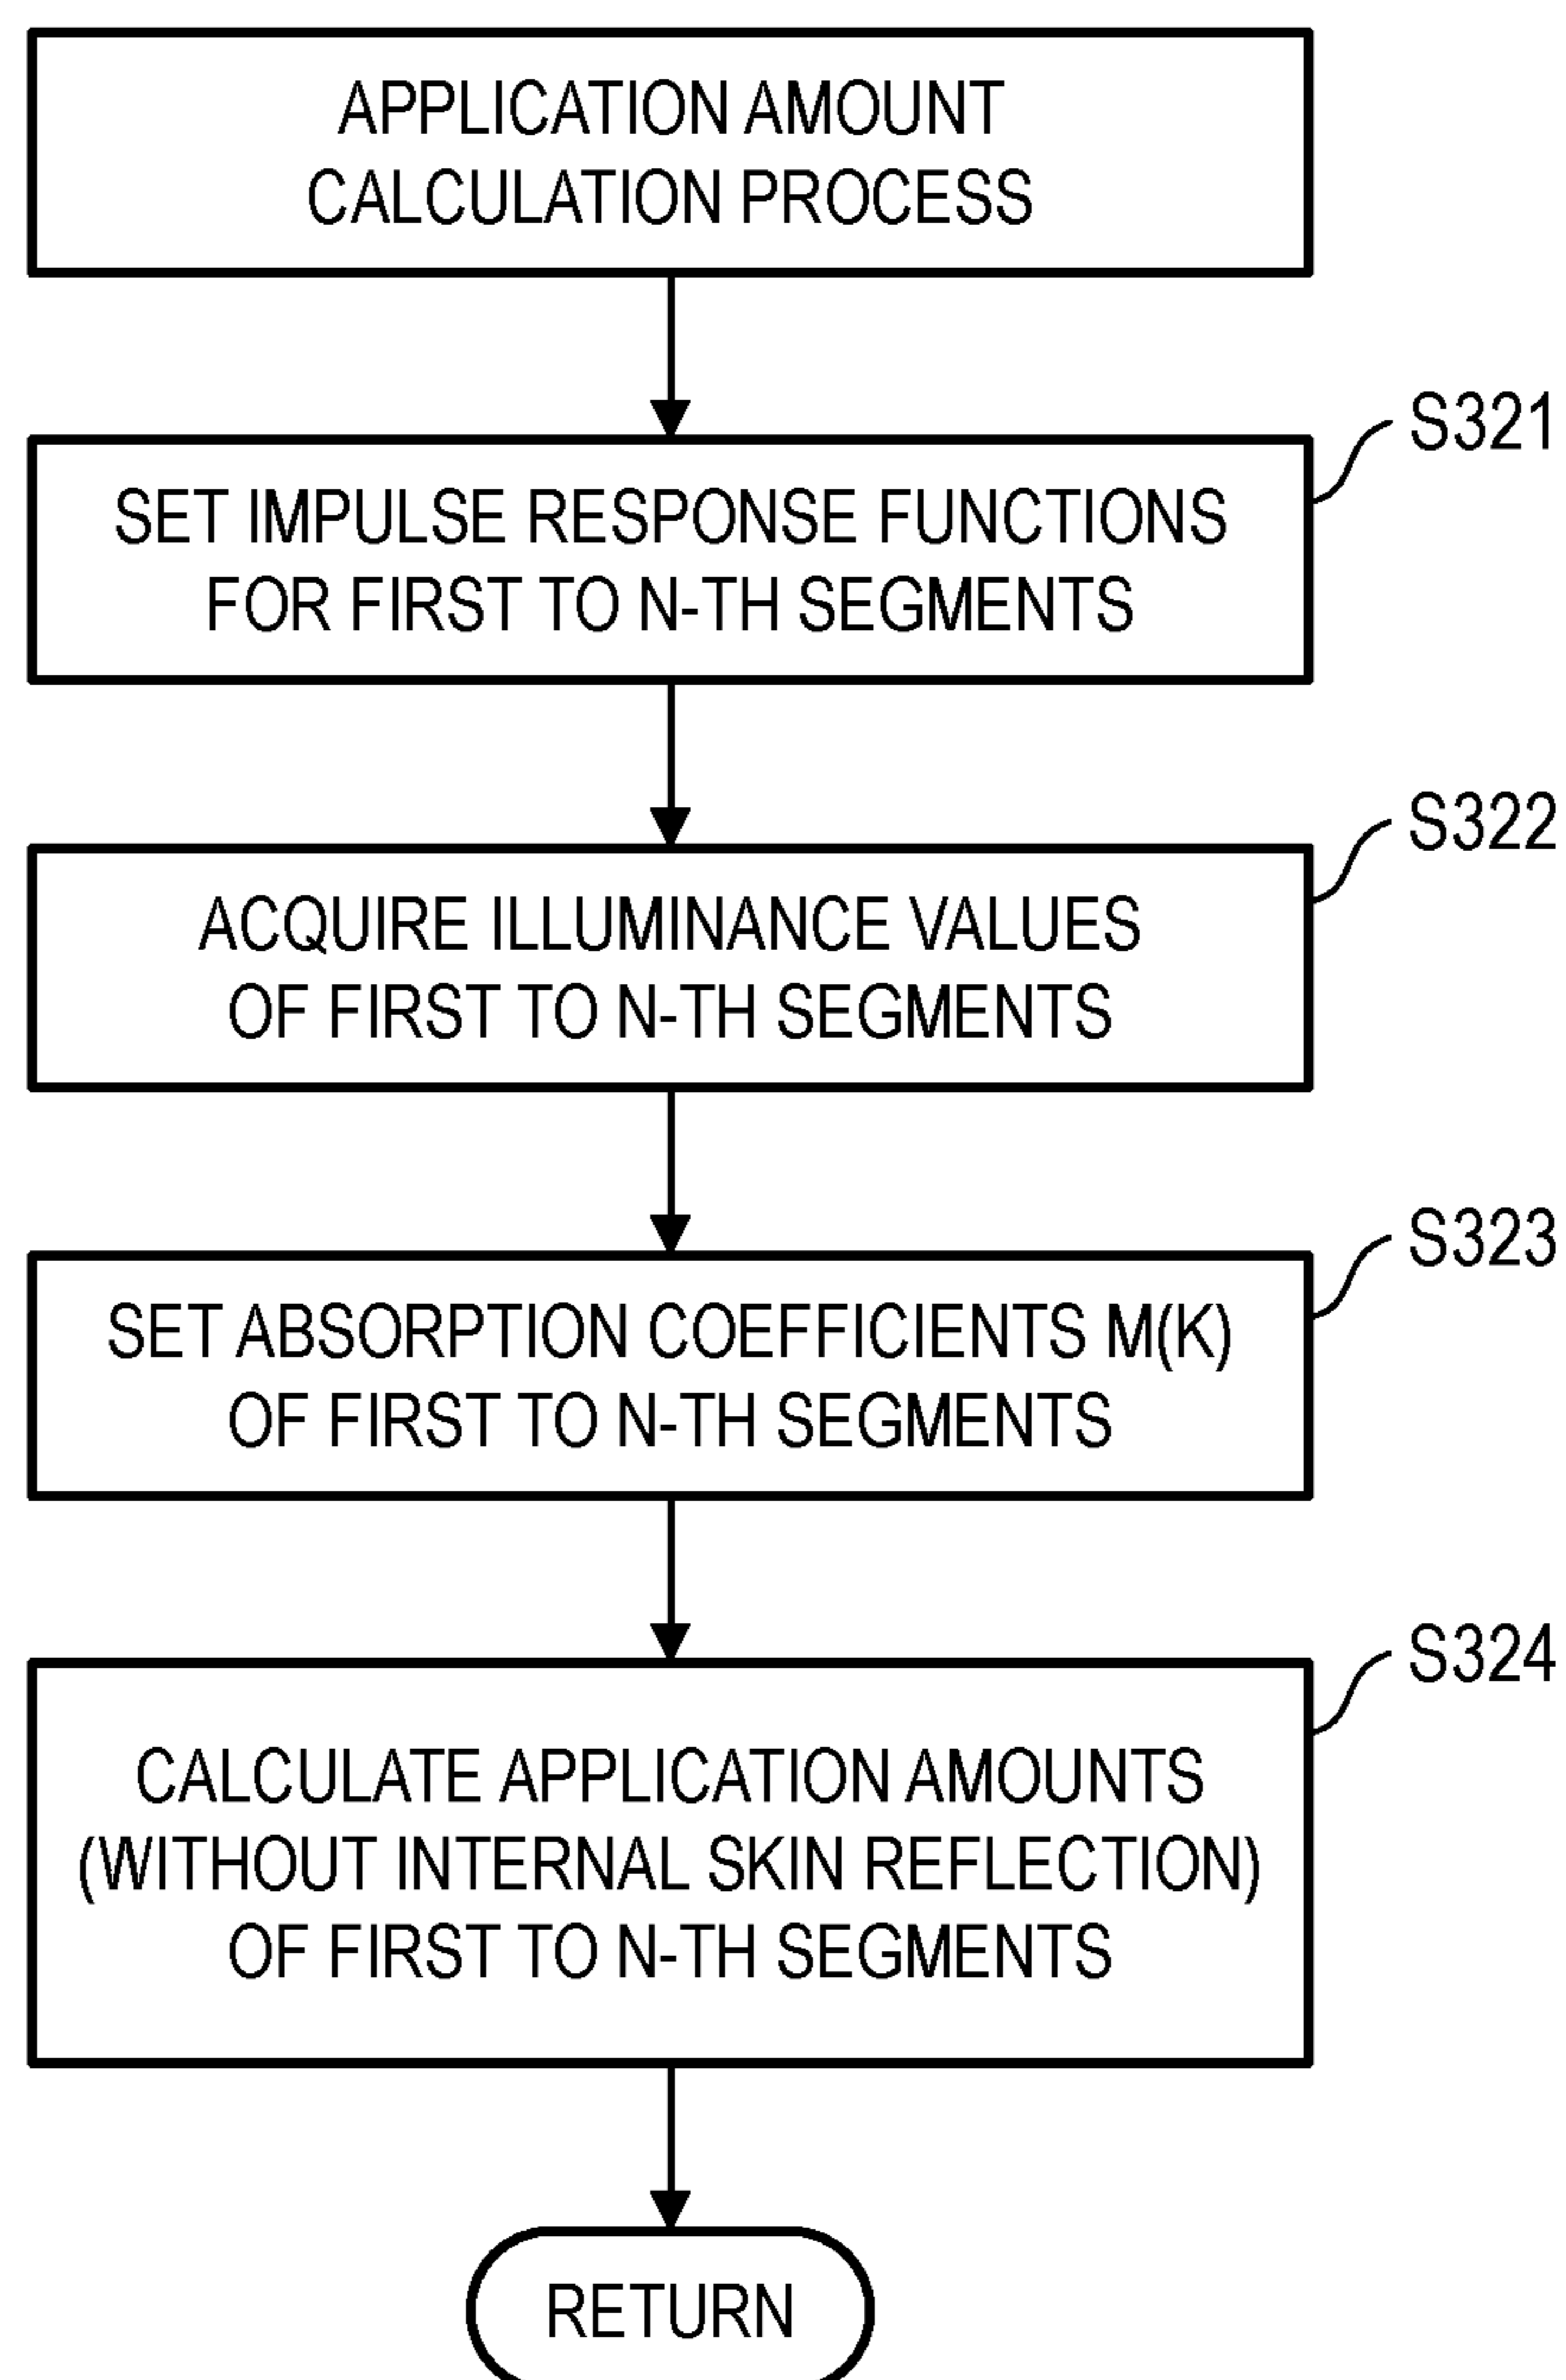 APPLICATION AMOUNT
CALCULATION PROCESS
S321
SET IMPULSE RESPONSE FUNCTIONS
FOR FIRST TO N-TH SEGMENTS
S322
ACQUIRE ILLUMINANCE VALUES
OF FIRST TO N-TH SEGMENTS
S323
SET ABSORPTION COEFFICIENTS M(K)
OF FIRST TO N-TH SEGMENTS
S324
CALCULATE APPLICATION AMOUNTS
(WITHOUT INTERNAL SKIN REFLECTION)
OF FIRST TO N-TH SEGMENTS
RETURN